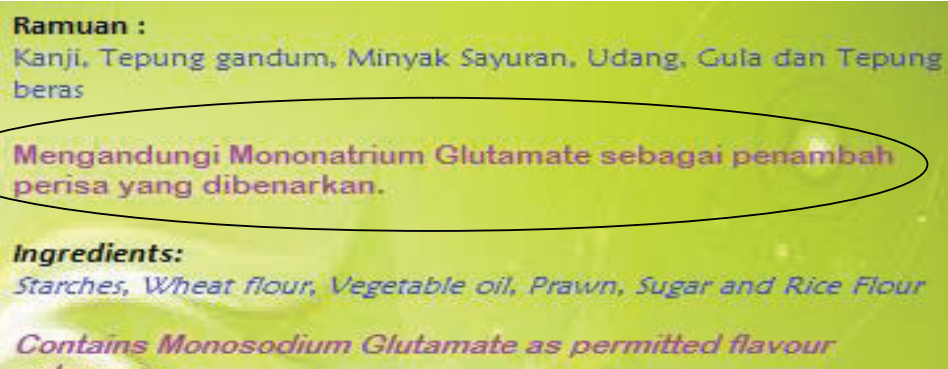 Ramuan :
Kanji, Tepung gandum, Minyak Sayuran, Udang, Gula dan Tepung
beras
Mengandungi Mononatrium Glutamate sebagai penambah
perisa yang dibenarkan.
Ingredients:
Starches, Wheat flour, Vegetable oil, Prawn, Sugar and Rice Flour
Contains Monosodium Glutamate as permitted flavour